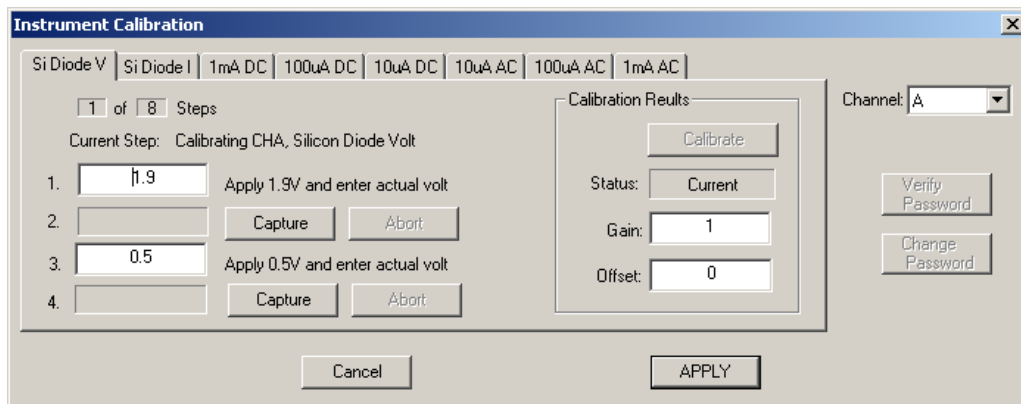 Instrument Calibration
Si Diode V Si Diode I 1mA DC 100uA DC 10uA DC 10uA AC 100uA AC 1mA AC
1 of 8 Steps
Current Step: Calibrating CHA, Silicon Diode Volt
1. 1.9 Apply 1.9V and enter actual volt
2. Capture Abort
3. 0.5 Apply 0.5V and enter actual volt
4. Capture Abort
Calibration Reults
Calibrate
Status: Current
Gain: 1
Offset: 0
Channel: A
Verify
Password
Change
Password
Cancel APPLY